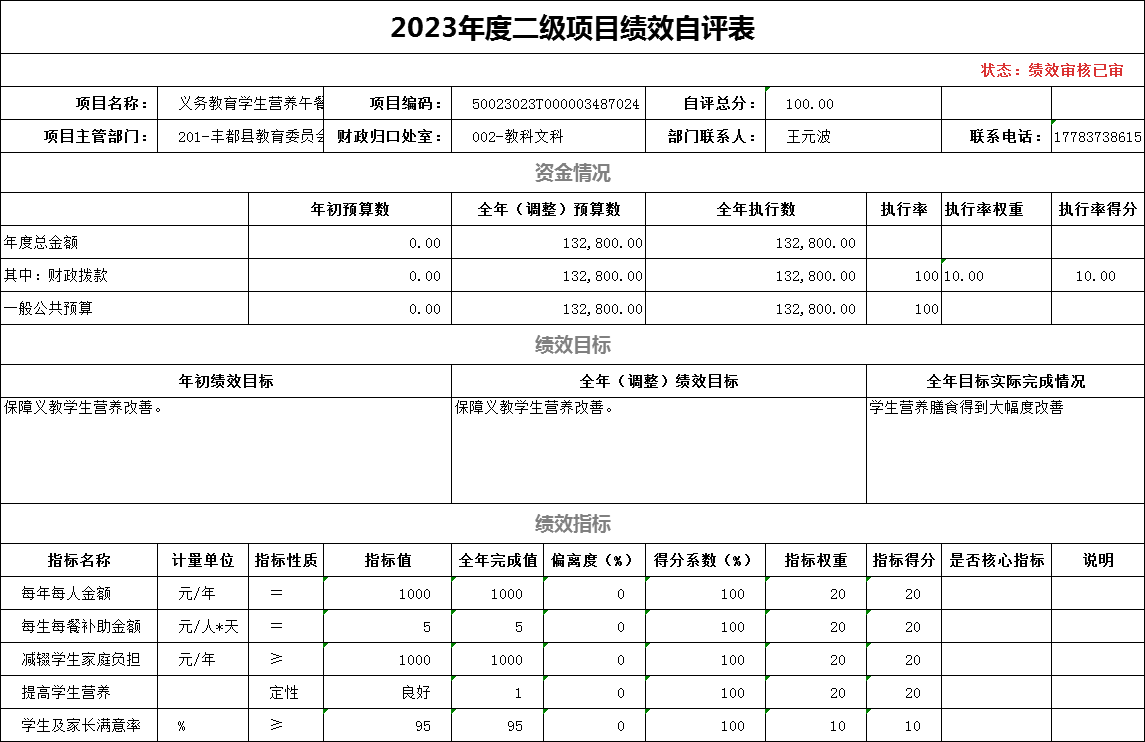 2023年度二级项目绩效自评表
状态：绩效审核已审
项目名称： 义务教育学生营养午餐 项目编码： 50023023T000003487024 自评总分： 100.00
项目主管部门： 201-丰都县教育委员会 财政归口处室： 002-教科文科 部门联系人： 王元波 联系电话： 17783738615
资金情况
年初预算数 全年（调整）预算数 全年执行数 执行率 执行率权重 执行率得分
年度总金额 0.00 132,800.00 132,800.00
其中：财政拨款 0.00 132,800.00 132,800.00 100 10.00 10.00
一般公共预算 0.00 132,800.00 132,800.00 100
绩效目标
年初绩效目标 全年（调整）绩效目标 全年目标实际完成情况
保障义教学生营养改善。 保障义教学生营养改善。 学生营养膳食得到大幅度改善
绩效指标
指标名称 计量单位 指标性质 指标值 全年完成值 偏离度（%） 得分系数（%） 指标权重 指标得分 是否核心指标 说明
每年每人金额 元/年 ＝ 1000 1000 0 100 20 20
每生每餐补助金额 元/人*天 ＝ 5 5 0 100 20 20
减辍学生家庭负担 元/年 ≥ 1000 1000 0 100 20 20
提高学生营养 定性 良好 1 0 100 20 20
学生及家长满意率 % ≥ 95 95 0 100 10 10